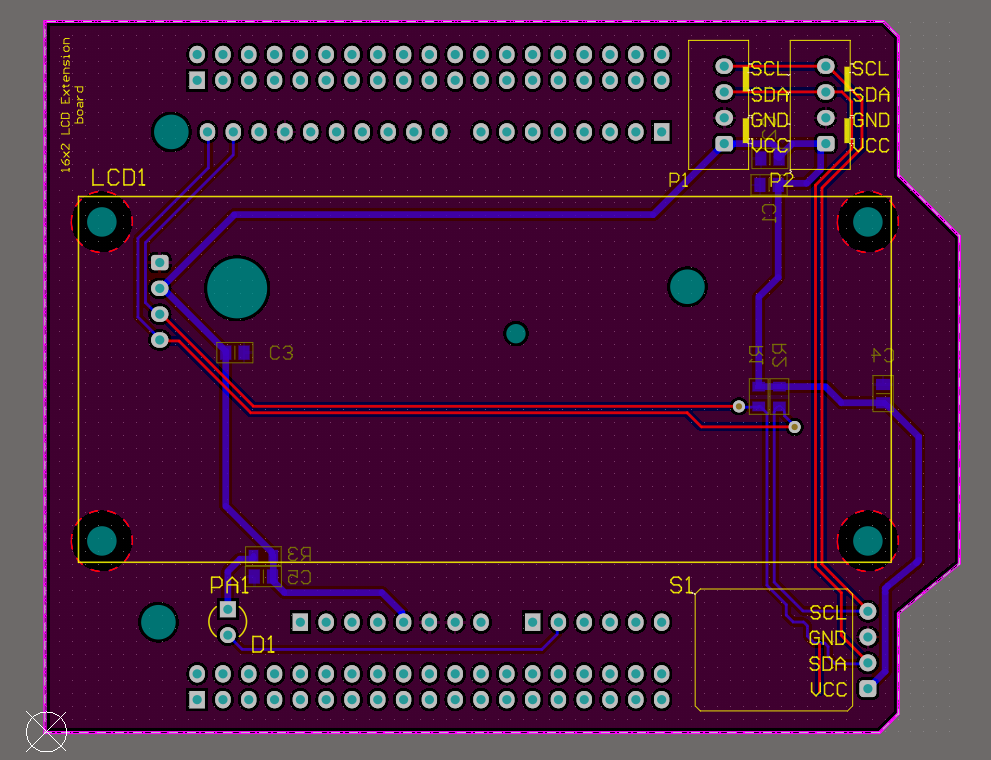 16x2 LCD Extension
board
LCD1
SCL
SDA
GND
VCC
P1
SCL
SDA
GND
VCC
P2
C1
C3
R1
R2
C4
R3
C5
PA1
D1
S1
SCL
GND
SDA
VCC